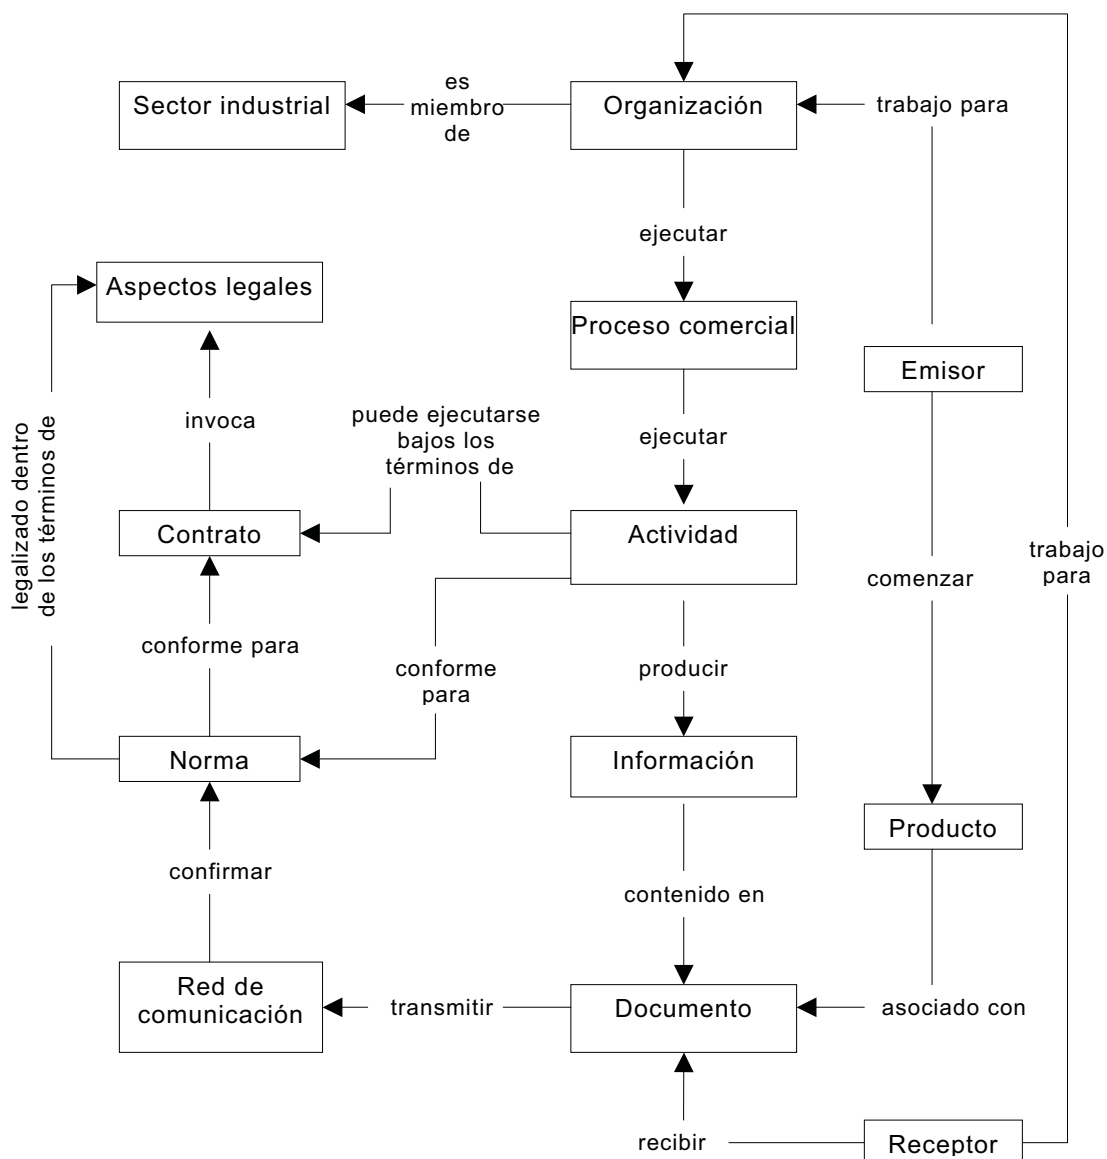 es
miembro
de
Sector industrial
Organización
trabajo para
ejecutar
Aspectos legales
Proceso comercial
Emisor
invoca
puede ejecutarse
bajos los
términos de
ejecutar
legalizado dentro
de los términos de
Contrato
Actividad
trabajo
para
comenzar
conforme para
conforme
para
producir
Norma
Información
Producto
confirmar
contenido en
Red de
comunicación
transmitir
Documento
asociado con
recibir
Receptor